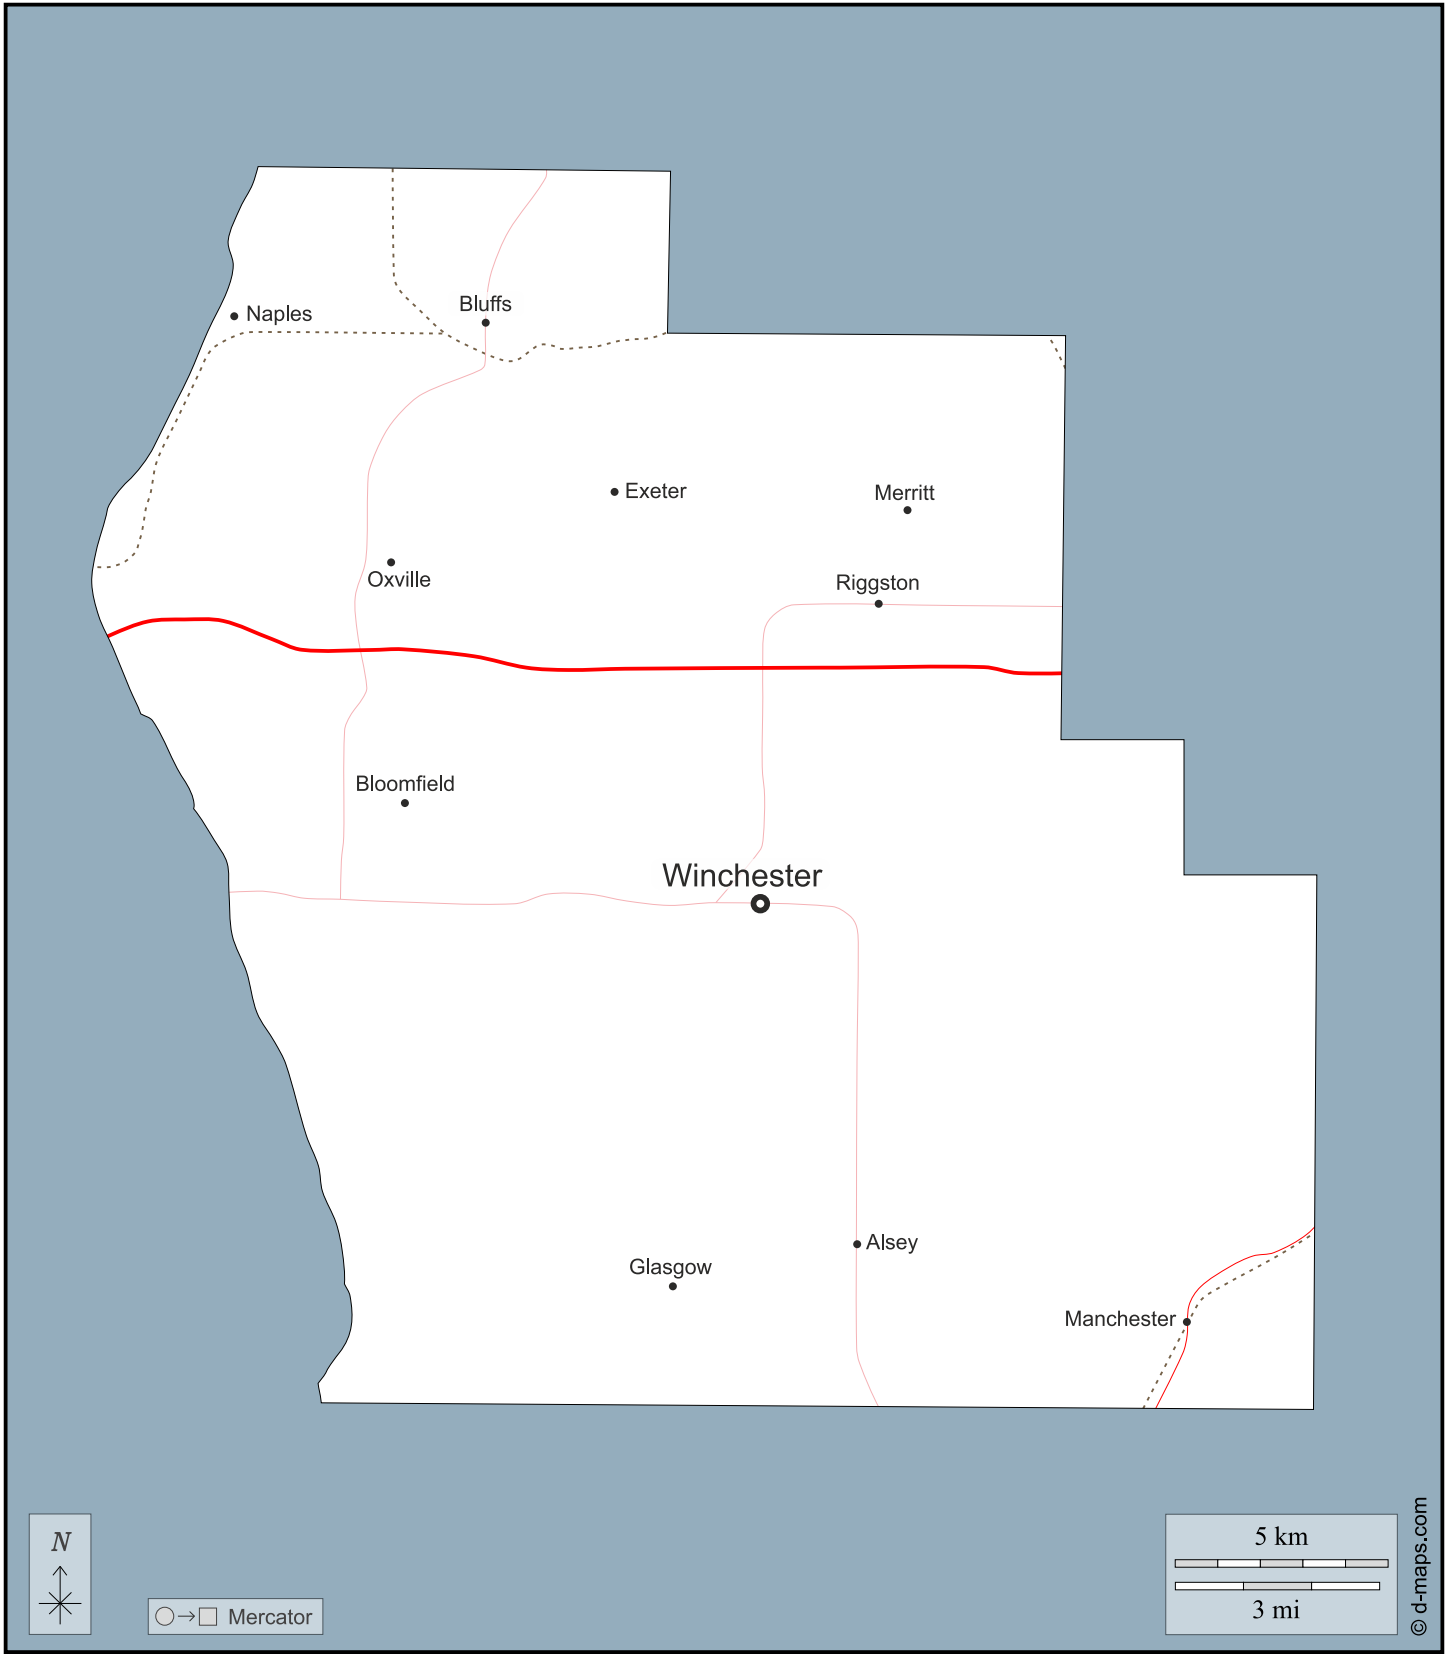 Naples
Bluffs
Exeter
Merritt
Oxville
Riggston
Bloomfield
Winchester
Alsey
Glasgow
Manchester
N
Mercator
5 km
3 mi
© d-maps.com